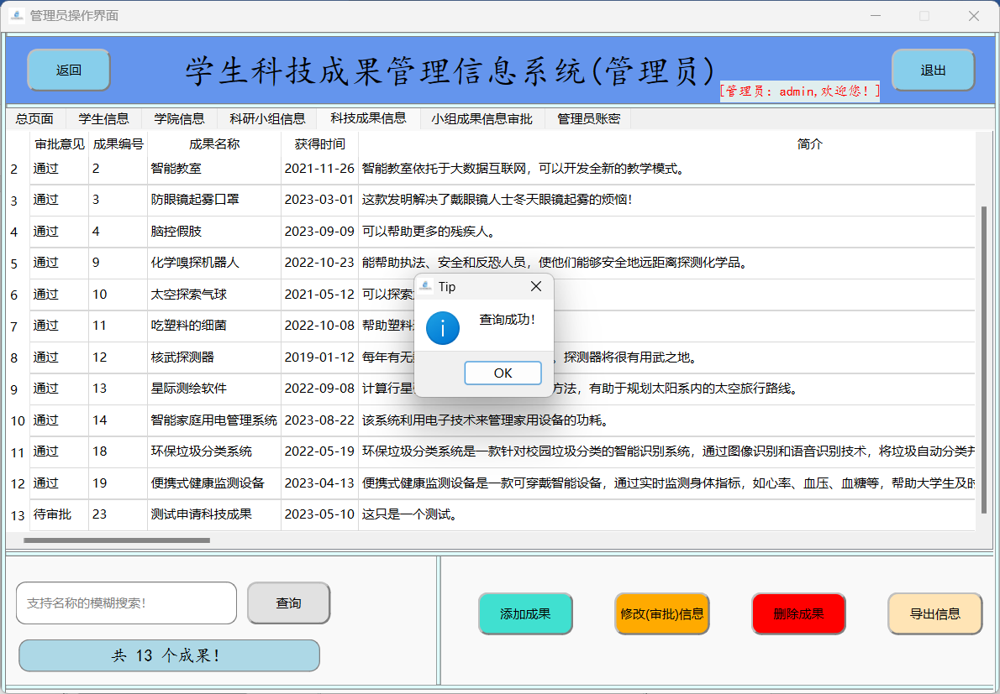 管理员操作界面
返回
学生科技成果管理信息系统(管理员)
[管理员: admin,欢迎您!]
退出
总页面 学生信息 学院信息 科研小组信息 科技成果信息 小组成果信息审批 管理员账密
审批意见 成果编号 成果名称 获得时间 简介
2 通过 2 智能教室 2021-11-26 智能教室依托于大数据互联网，可以开发全新的教学模式。
3 通过 3 防眼镜起雾口罩 2023-03-01 这款发明解决了戴眼镜人士冬天眼镜起雾的烦恼！
4 通过 4 脑控假肢 2023-09-09 可以帮助更多的残疾人。
5 通过 9 化学嗅探机器人 2022-10-23 能帮助执法、安全和反恐人员，使他们能够安全地远距离探测化学品。
6 通过 10 太空探索气球 2021-05-12 可以探索
7 通过 11 吃塑料的细菌 2022-10-08 帮助塑料
8 通过 12 核武探测器 2019-01-12 每年有无 探测器将很有用武之地。
9 通过 13 星际测绘软件 2022-09-08 计算行星 方法，有助于规划太阳系内的太空旅行路线。
10 通过 14 智能家庭用电管理系统 2023-08-22 该系统利用电子技术来管理家用设备的功耗。
11 通过 18 环保垃圾分类系统 2022-05-19 环保垃圾分类系统是一款针对校园垃圾分类的智能识别系统，通过图像识别和语音识别技术，将垃圾自动分类
12 通过 19 便携式健康监测设备 2023-04-13 便携式健康监测设备是一款可穿戴智能设备，通过实时监测身体指标，如心率、血压、血糖等，帮助大学生及时
13 待审批 23 测试申请科技成果 2023-05-10 这只是一个测试。
Tip
查询成功！
OK
支持名称的模糊搜索！
查询
共 13 个成果！
添加成果
修改(审批)信息
删除成果
导出信息